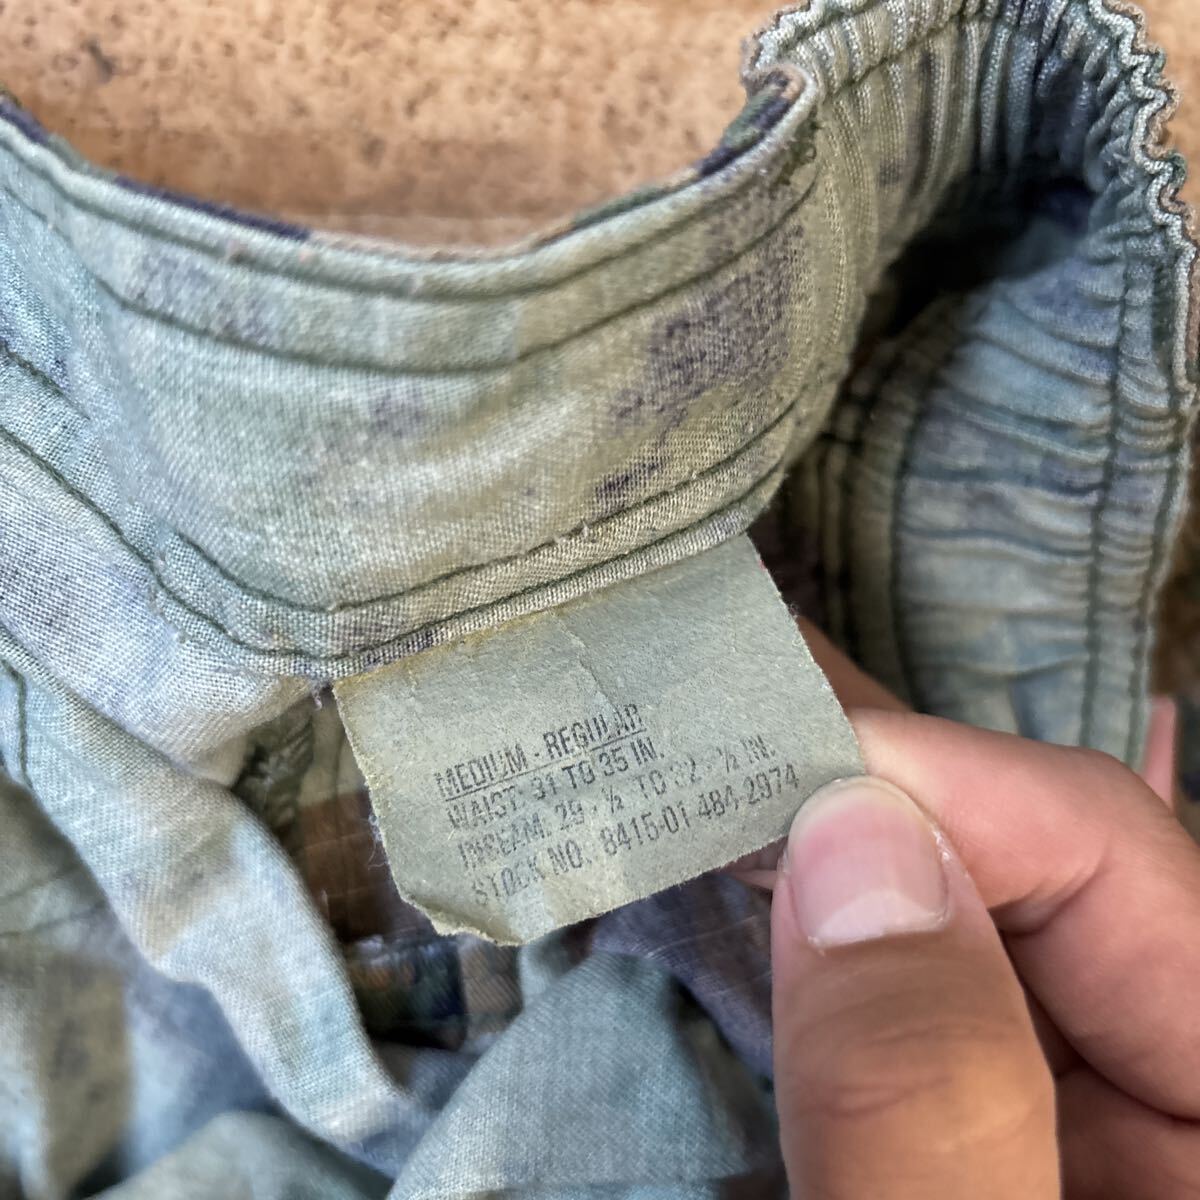 MEDIUM - REGULAR
WAIST: 31 TO 35 IN.
INSEAM: 29 - ½ TO 32 - ½ IN.
STOCK NO.: 8415-01-484-2974